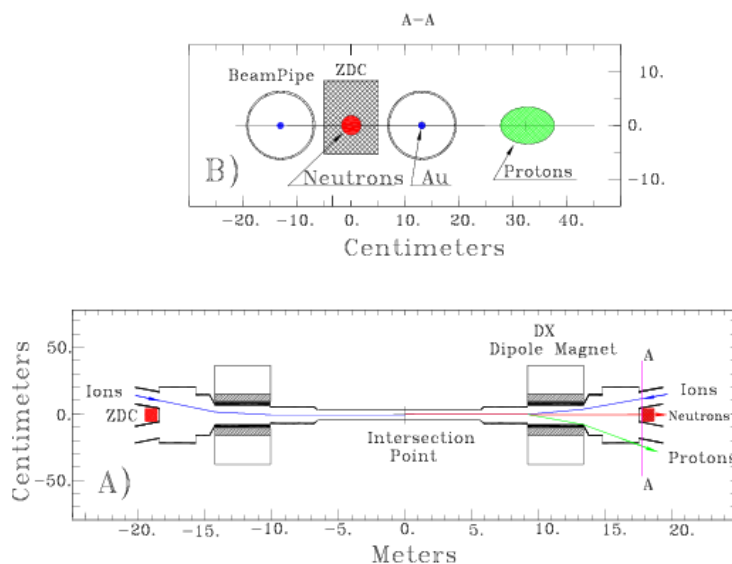 A-A
BeamPipe ZDC
10.
0.
-10.
B) Neutrons Au Protons
-20. -10. 0. 10. 20. 30. 40.
Centimeters
DX
Dipole Magnet
A
50.
0.
-50.
Centimeters
Ions Ions
ZDC Neutrons
Intersection
Point
Protons
A) A
-20. -15. -10. -5. 0. 5. 10. 15. 20.
Meters